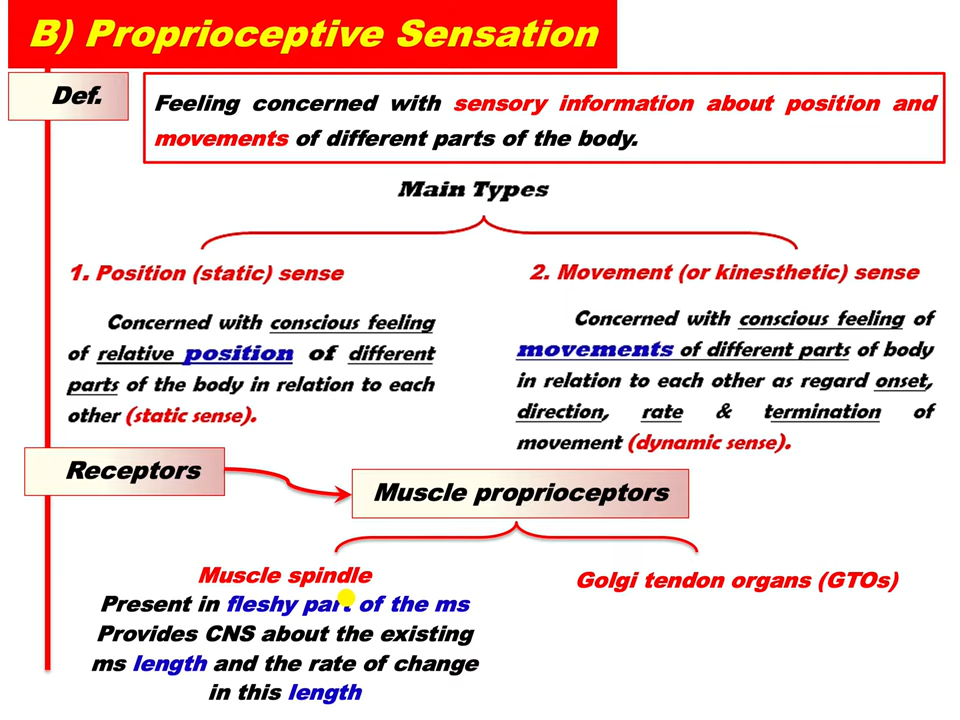 B) Proprioceptive Sensation
Def.
Feeling concerned with sensory information about position and
movements of different parts of the body.
Main Types
1. Position (static) sense
Concerned with conscious feeling
of relative position of different
parts of the body in relation to each
other (static sense).
2. Movement (or kinesthetic) sense
Concerned with conscious feeling of
movements of different parts of body
in relation to each other as regard onset,
direction, rate & termination of
movement (dynamic sense).
Receptors
Muscle proprioceptors
Muscle spindle
Present in fleshy part of the ms
Provides CNS about the existing
ms length and the rate of change
in this length
Golgi tendon organs (GTOs)